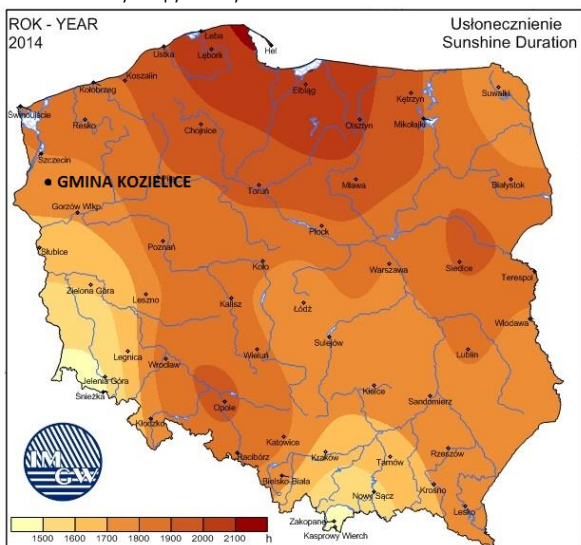 ROK - YEAR
2014
Usłonecznienie
Sunshine Duration
Łeba
Hel
Ustka
Lębork
Koszalin
Kołobrzeg
Elbląg
Kętrzyn
Suwałki
Świnoujście
Resko
Chojnice
Olsztyn
Mikołajki
Szczecin
GMINA KOZIELICE
Toruń
Mława
Białystok
Gorzów Wlkp.
Płock
Słubice
Poznań
Koło
Warszawa
Siedlce
Terespol
Zielona Góra
Leszno
Kalisz
Łódź
Włodawa
Sulejów
Legnica
Wrocław
Wieluń
Lublin
Jelenia Góra
Śnieżka
Opole
Kielce
Sandomierz
Kłodzko
Katowice
Racibórz
Kraków
Tarnów
Rzeszów
Bielsko-Biała
Nowy Sącz
Krosno
Lesko
Zakopane
Kasprowy Wierch
IMGW
1500 1600 1700 1800 1900 2000 2100 h